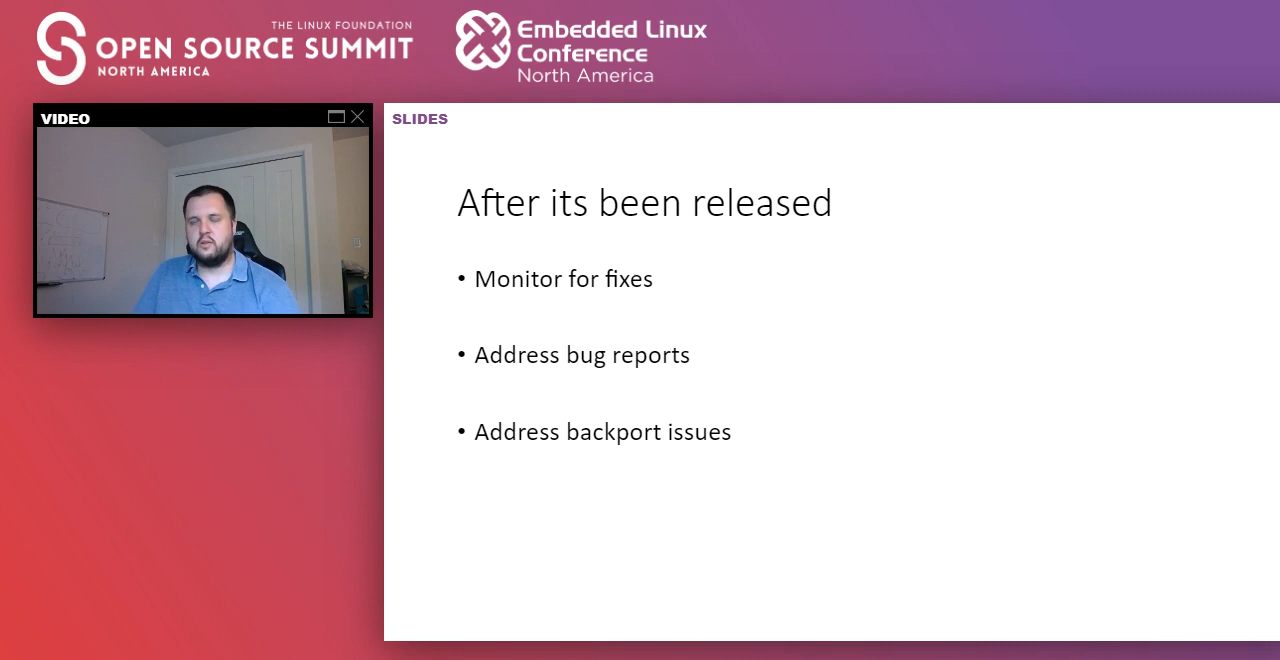 THE LINUX FOUNDATION
OPEN SOURCE SUMMIT
NORTH AMERICA
Embedded Linux
Conference
North America
VIDEO
SLIDES
After its been released
• Monitor for fixes
• Address bug reports
• Address backport issues